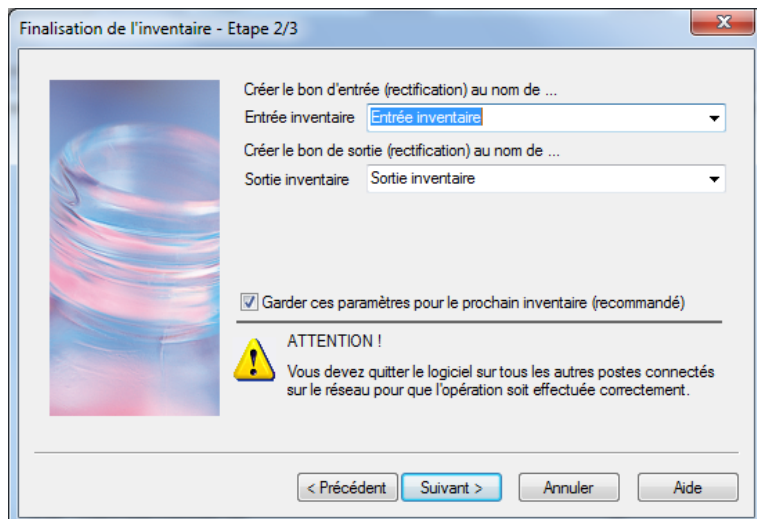 Finalisation de l'inventaire - Etape 2/3
Créer le bon d'entrée (rectification) au nom de ...
Entrée inventaire Entrée inventaire
Créer le bon de sortie (rectification) au nom de ...
Sortie inventaire Sortie inventaire
Garder ces paramètres pour le prochain inventaire (recommandé)
ATTENTION !
Vous devez quitter le logiciel sur tous les autres postes connectés
sur le réseau pour que l'opération soit effectuée correctement.
< Précédent Suivant > Annuler Aide